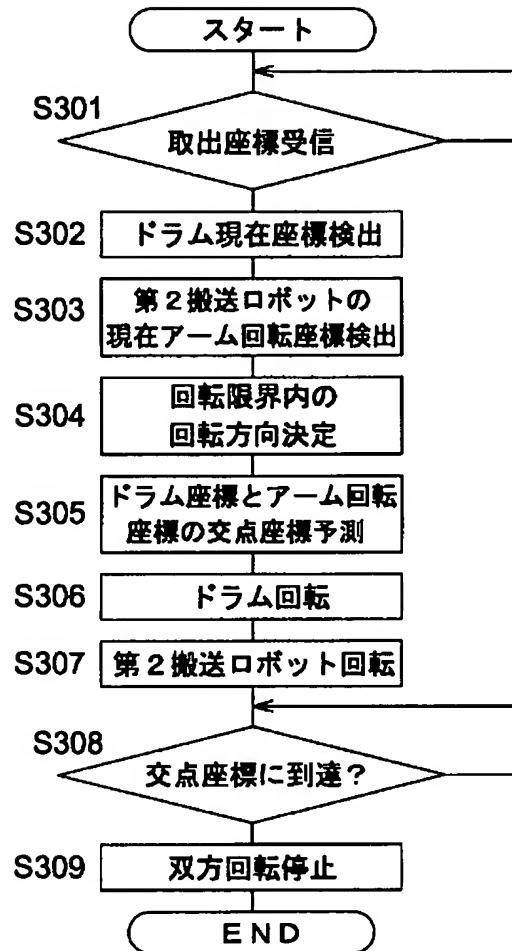 スタート
S301
取出座標受信
S302
ドラム現在座標検出
S303
第2搬送ロボットの
現在アーム回転座標検出
S304
回転限界内の
回転方向決定
S305
ドラム座標とアーム回転
座標の交点座標予測
S306
ドラム回転
S307
第2搬送ロボット回転
S308
交点座標に到達?
S309
双方回転停止
END